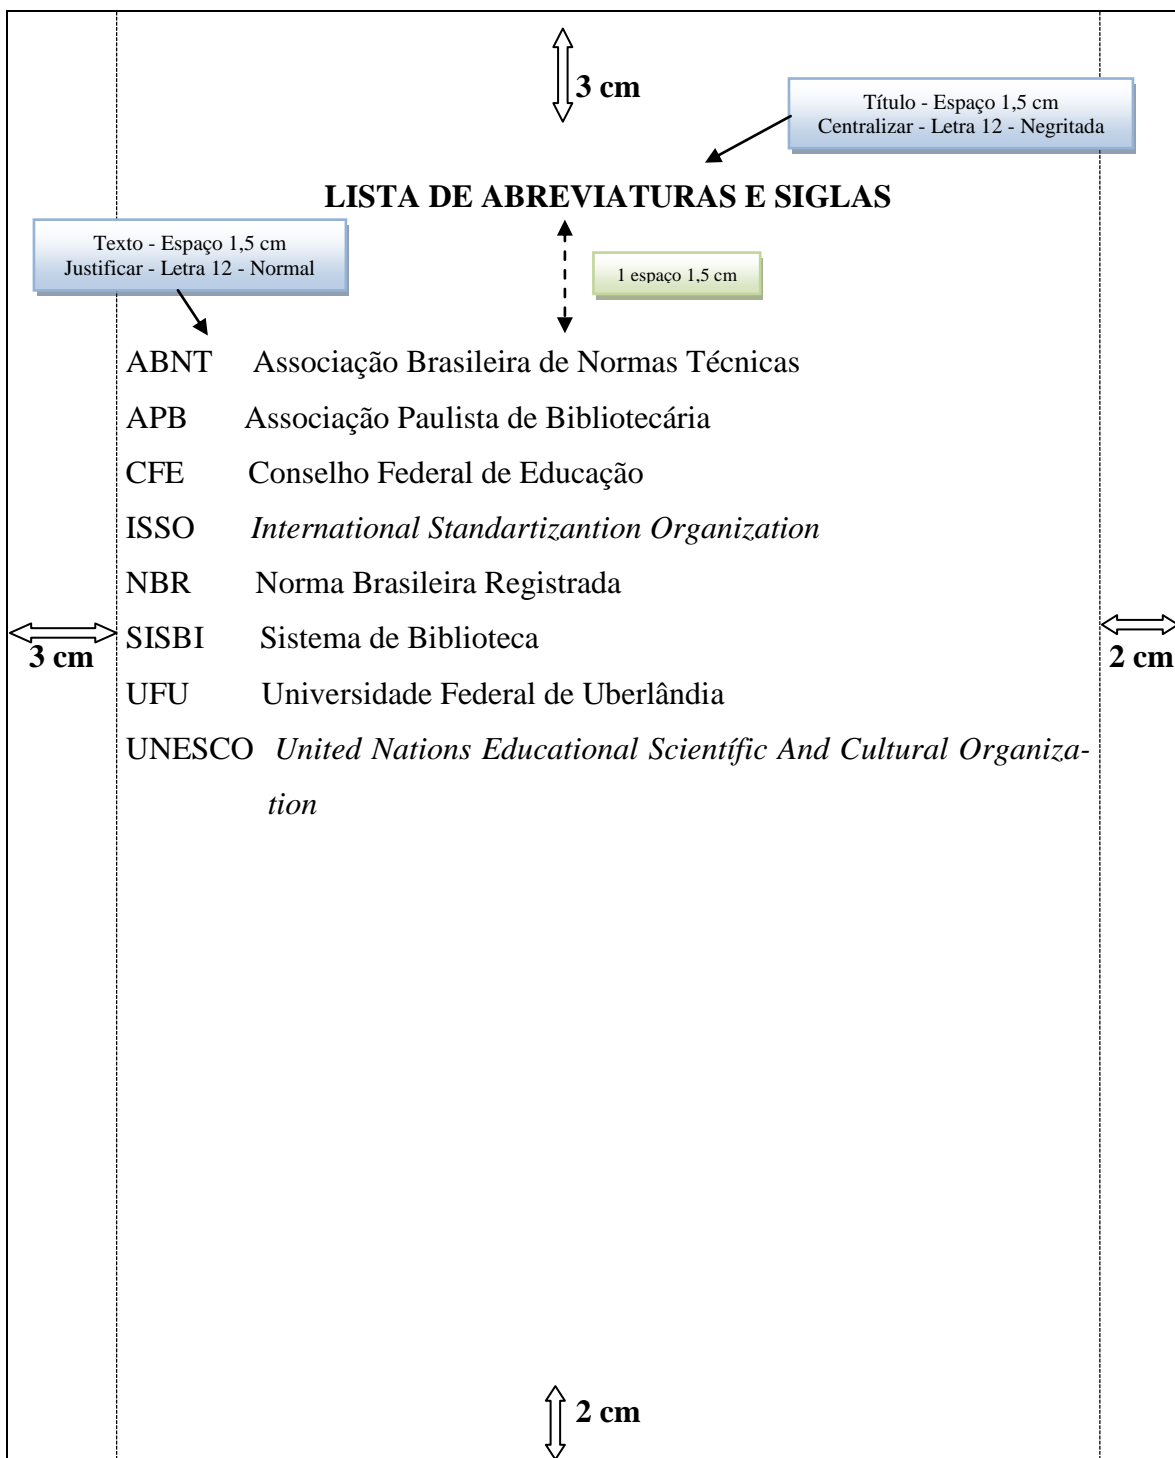 3 cm
Título - Espaço 1,5 cm
Centralizar - Letra 12 - Negritada
LISTA DE ABREVIATURAS E SIGLAS
Texto - Espaço 1,5 cm
Justificar - Letra 12 - Normal
1 espaço 1,5 cm
ABNT Associação Brasileira de Normas Técnicas
APB Associação Paulista de Bibliotecária
CFE Conselho Federal de Educação
ISSO International Standartizantion Organization
NBR Norma Brasileira Registrada
SISBI Sistema de Biblioteca
3 cm
2 cm
UFU Universidade Federal de Uberlândia
UNESCO United Nations Educational Scientífic And Cultural Organiza-
tion
2 cm